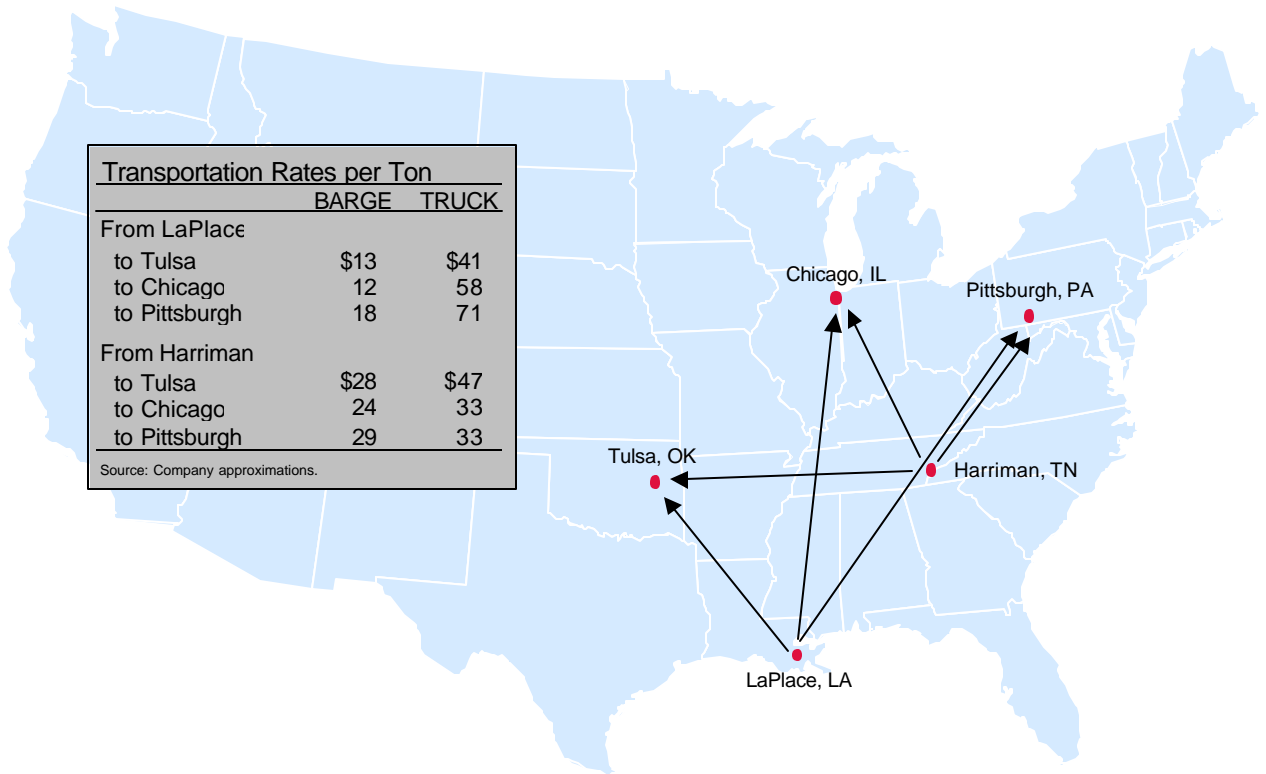 Transportation Rates per Ton
BARGE TRUCK
From LaPlace
to Tulsa $13 $41
to Chicago 12 58
to Pittsburgh 18 71
From Harriman
to Tulsa $28 $47
to Chicago 24 33
to Pittsburgh 29 33
Source: Company approximations.
Chicago, IL
Pittsburgh, PA
Tulsa, OK
Harriman, TN
LaPlace, LA